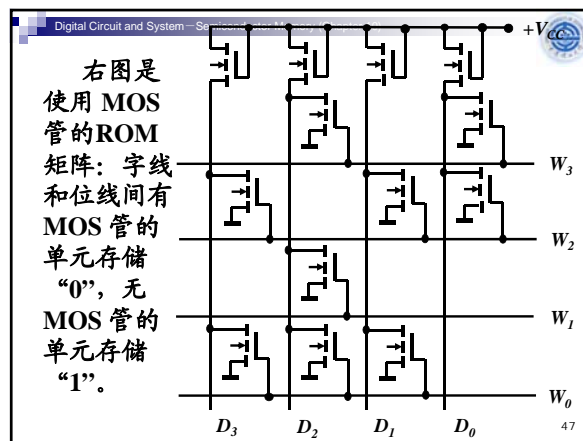 Digital Circuit and System－Semiconductor Memory
+VCC
右图是
使用 MOS
管的ROM
矩阵：字线
和位线间有
MOS 管的
单元存储
“0”，无
MOS 管的
单元存储
“1”。
W3
W2
W1
W0
D3 D2 D1 D0
47